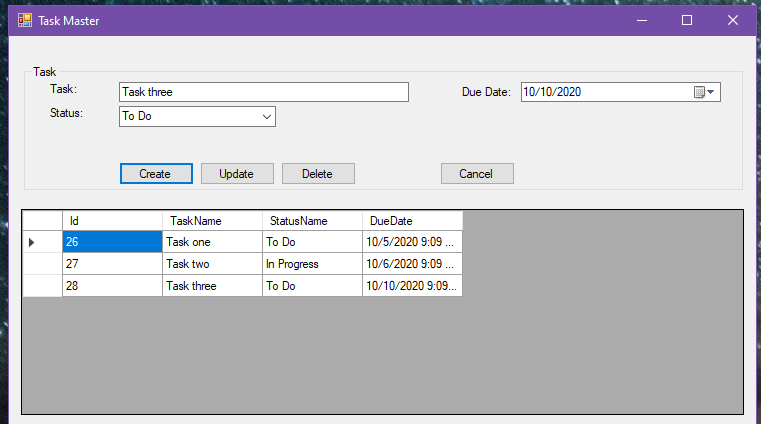 Task Master
Task
Task: Task three Due Date: 10/10/2020
Status: To Do
Create Update Delete Cancel
Id TaskName StatusName DueDate
26 Task one To Do 10/5/2020 9:09 ...
27 Task two In Progress 10/6/2020 9:09 ...
28 Task three To Do 10/10/2020 9:09...